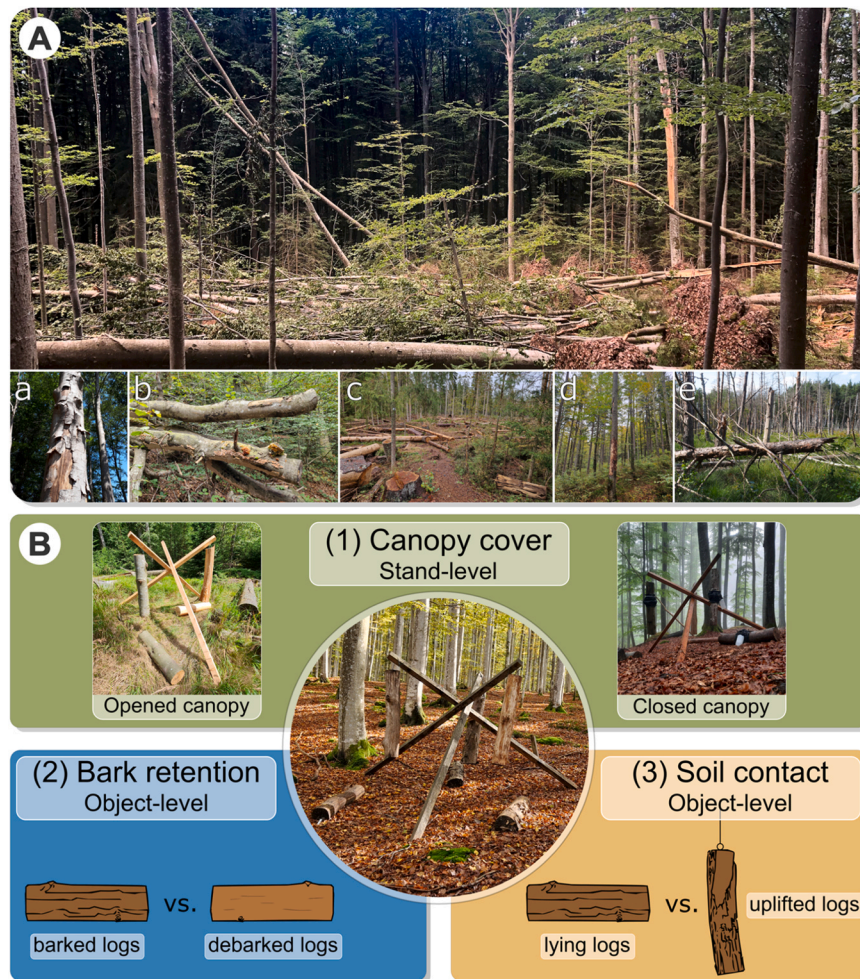 A
a
b
c
d
e
B
(1) Canopy cover
Stand-level
Opened canopy
Closed canopy
(2) Bark retention
Object-level
(3) Soil contact
Object-level
vs.
barked logs
debarked logs
vs.
lying logs
uplifted logs